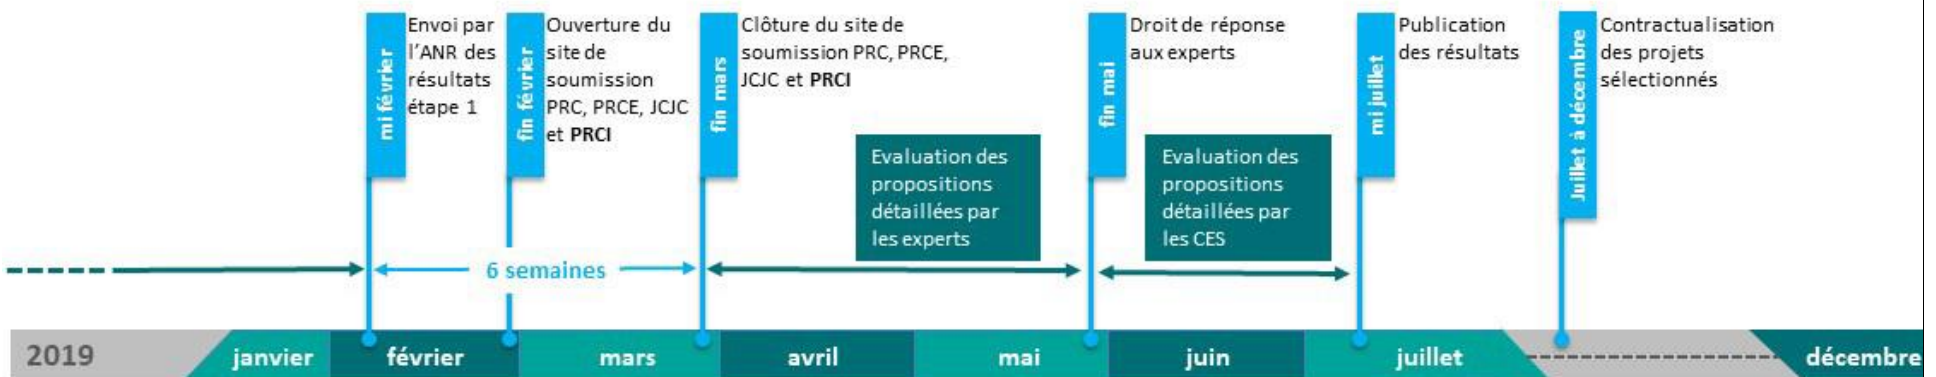 mi février
Envoi par
l'ANR des
résultats
étape 1
fin février
Ouverture du
site de
soumission
PRC, PRCE, JCJC
et PRCI
fin mars
Clôture du site de
soumission PRC, PRCE,
JCJC et PRCI
Evaluation des
propositions
détaillées par
les experts
fin mai
Droit de réponse
aux experts
Evaluation des
propositions
détaillées par
les CES
mi juillet
Publication
des résultats
Juillet à décembre
Contractualisation
des projets
sélectionnés
6 semaines
2019 janvier février mars avril mai juin juillet décembre